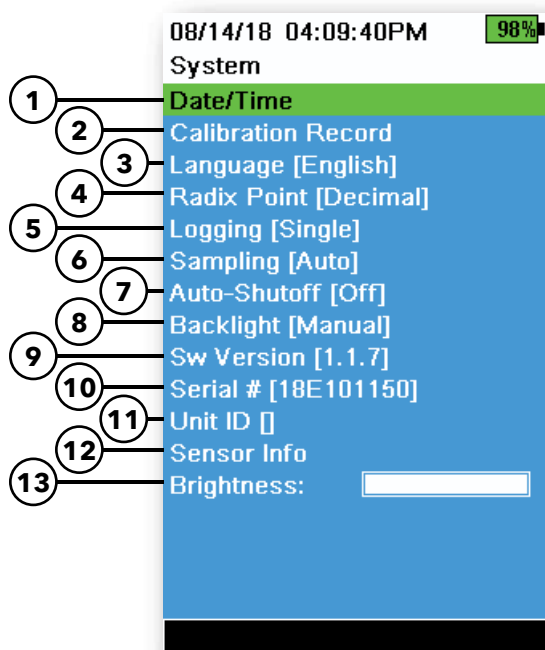 08/14/18 04:09:40PM 98%
System
1 Date/Time
2 Calibration Record
3 Language [English]
4 Radix Point [Decimal]
5 Logging [Single]
6 Sampling [Auto]
7 Auto-Shutoff [Off]
8 Backlight [Manual]
9 Sw Version [1.1.7]
10 Serial # [18E101150]
11 Unit ID []
12 Sensor Info
13 Brightness: